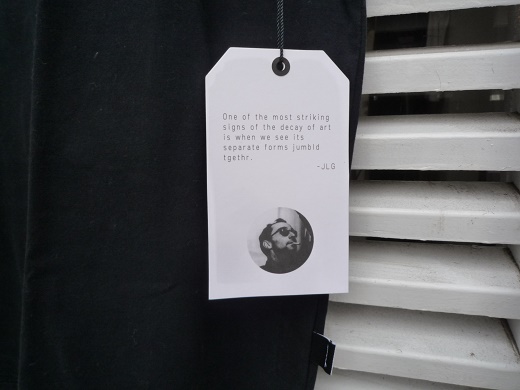 One of the most striking
signs of the decay of art
is when we see its
separate forms jumbld
tgethr.
-JLG